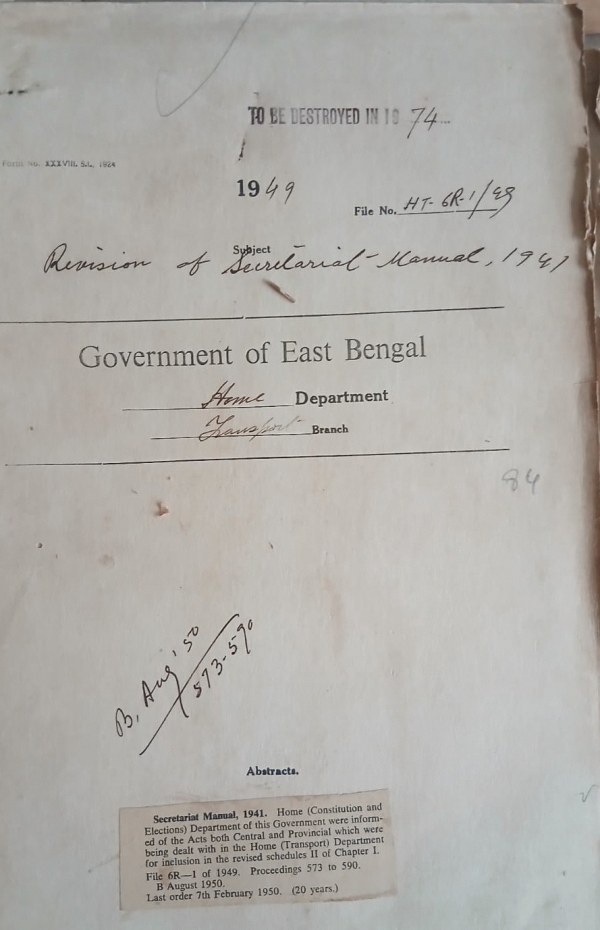 TO BE DESTROYED IN 19 74
Form No. XXXVIII. S.L., 1924
1949
File No. HT-6R-1/49
Subject
Revision of Secretariat Manual, 1941
Government of East Bengal
Home Department
Transport Branch
84
B, Aug '50
573-590
Abstracts.
Secretariat Manual, 1941. Home (Constitution and
Elections) Department of this Government were inform-
ed of the Acts both Central and Provincial which were
being dealt with in the Home (Transport) Department
for inclusion in the revised schedules II of Chapter I.
File 6R—1 of 1949. Proceedings 573 to 590.
B August 1950.
Last order 7th February 1950. (20 years.)